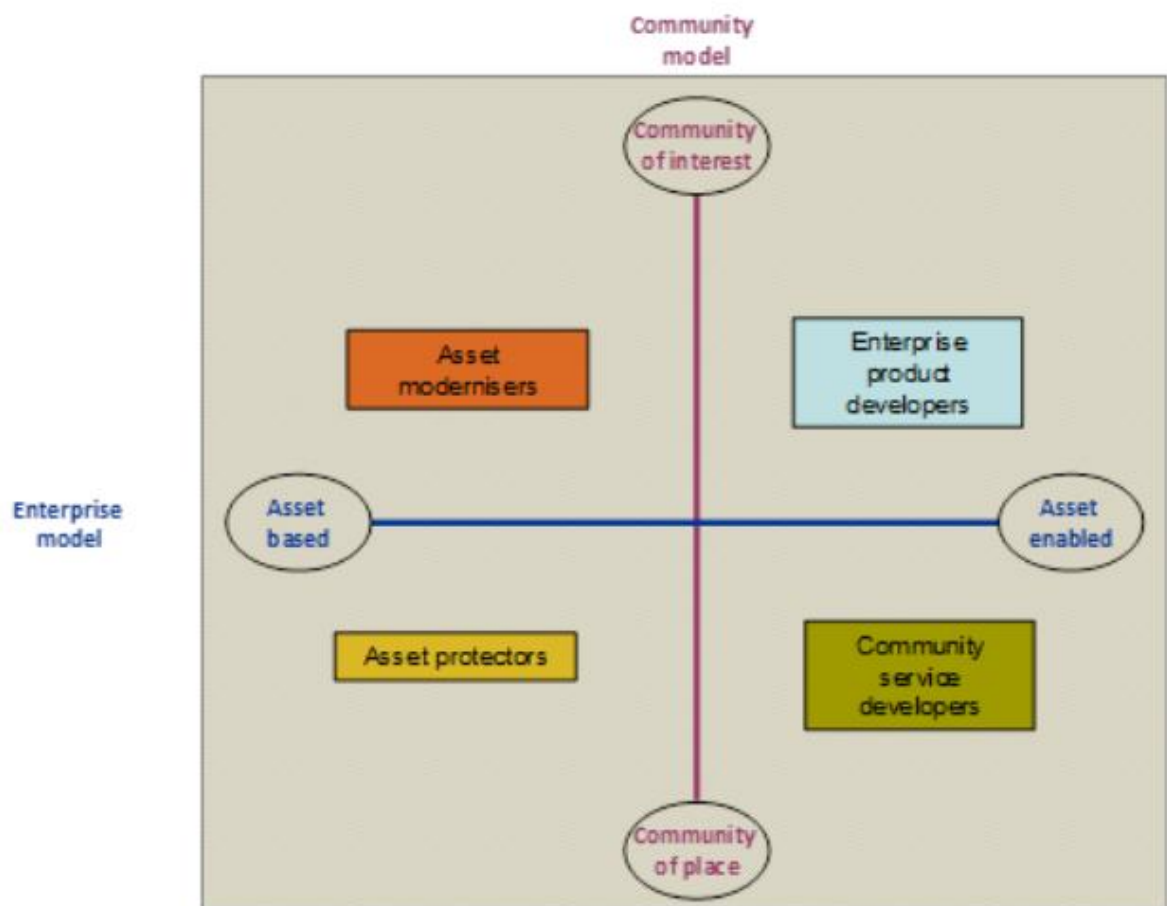 Community
model
Community
of interest
Asset
modernisers
Enterprise
product
developers
Enterprise
model
Asset
based
Asset
enabled
Asset protectors
Community
service
developers
Community
of place